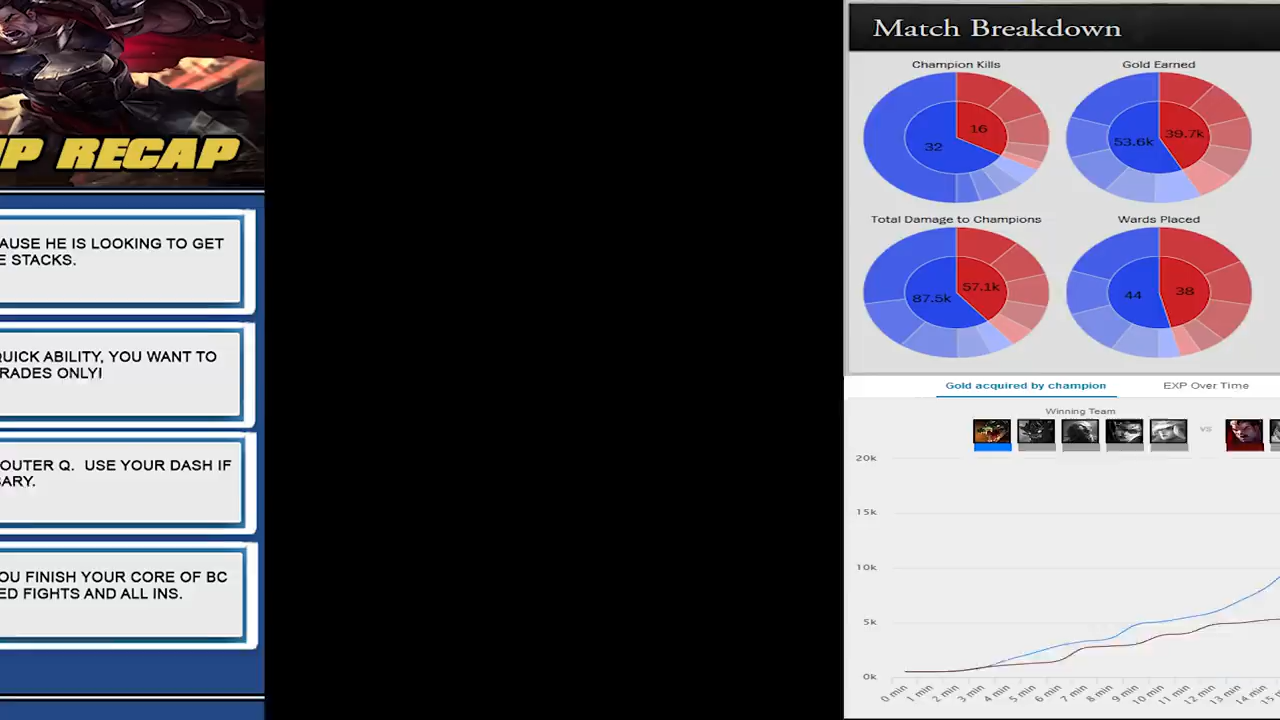 UP RECAP
AUSE HE IS LOOKING TO GET
E STACKS.
QUICK ABILITY, YOU WANT TO
RADES ONLY!
OUTER Q. USE YOUR DASH IF
SARY.
OU FINISH YOUR CORE OF BC
ED FIGHTS AND ALL INS.
Match Breakdown
Champion Kills
Gold Earned
16
32
39.7k
53.6k
Total Damage to Champions
Wards Placed
57.1k
87.5k
38
44
Gold acquired by champion
EXP Over Time
Winning Team
VS
20k
15k
10k
5k
0k
0 min
1 min
2 min
3 min
4 min
5 min
6 min
7 min
8 min
9 min
10 min
11 min
12 min
13 min
14 min
15